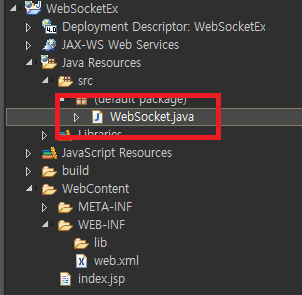 WebSocketEx
Deployment Descriptor: WebSocketEx
JAX-WS Web Services
Java Resources
src
(default package)
WebSocket.java
Libraries
JavaScript Resources
build
WebContent
META-INF
WEB-INF
lib
web.xml
index.jsp